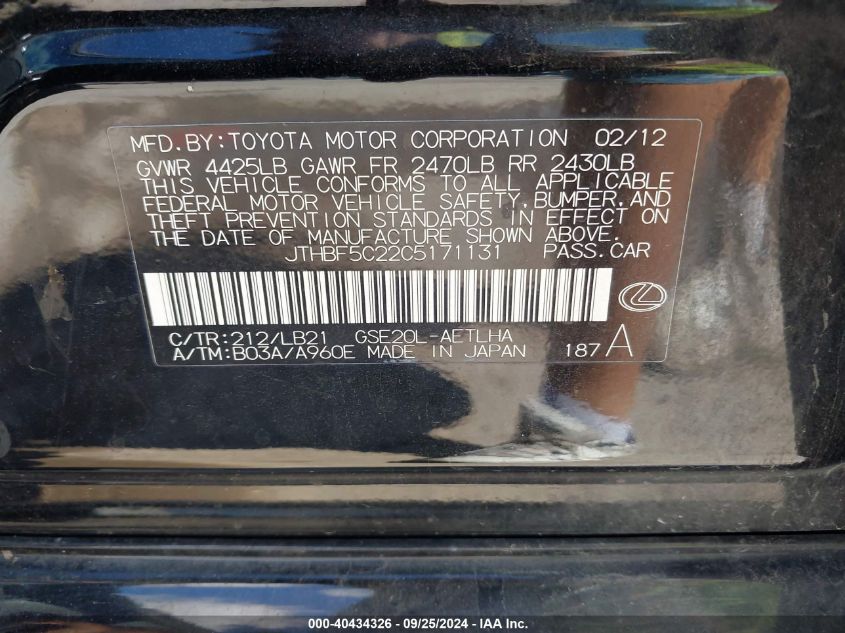 MFD.BY:TOYOTA MOTOR CORPORATION 02/12
GVWR 4425LB GAWR FR 2470LB RR 2430LB
THIS VEHICLE CONFORMS TO ALL APPLICABLE
FEDERAL MOTOR VEHICLE SAFETY,BUMPER,AND
THEFT PREVENTION STANDARDS IN EFFECT ON
THE DATE OF MANUFACTURE SHOWN ABOVE.
JTHBF5C22C5171131 PASS.CAR
C/TR:212/LB21 GSE20L-AETLHA
A/TM:B03A/A960E MADE IN JAPAN 187A
000-40434326 - 09/25/2024 - IAA Inc.